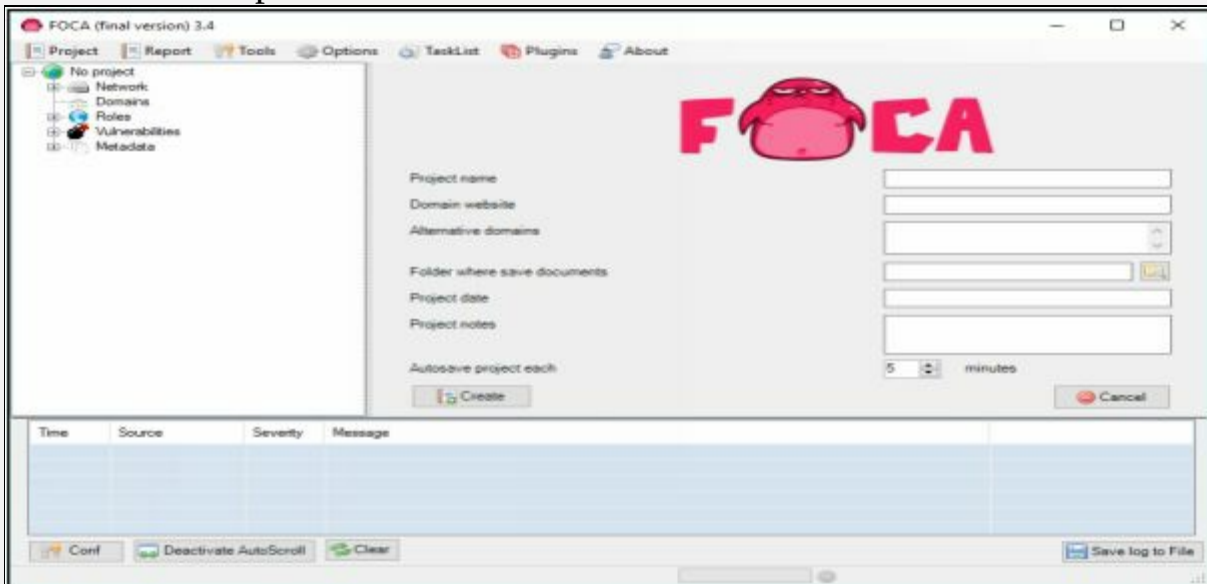 FOCA (final version) 3.4
Project Report Tools Options TaskList Plugins About
No project
Network
Domains
Roles
Vulnerabilities
Metadata
FOCA
Project name
Domain website
Alternative domains
Folder where save documents
Project date
Project notes
Autosave project each 5 minutes
Create Cancel
Time Source Severity Message
Conf Deactivate AutoScroll Clear Save log to File